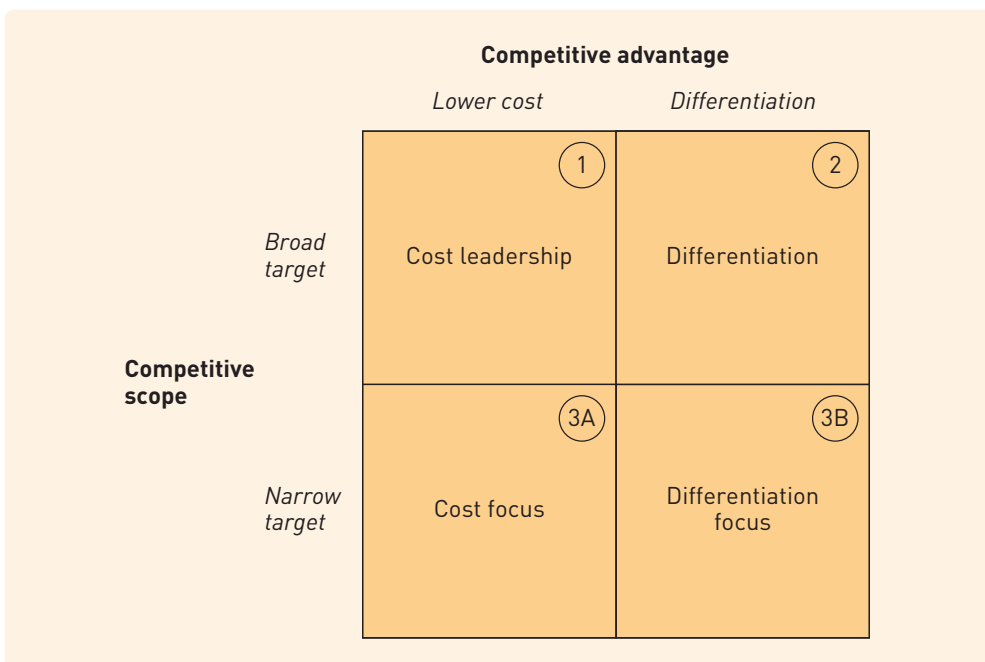 Competitive advantage
Lower cost
Differentiation
1
2
Broad
target
Cost leadership
Differentiation
Competitive
scope
3A
3B
Narrow
target
Cost focus
Differentiation
focus